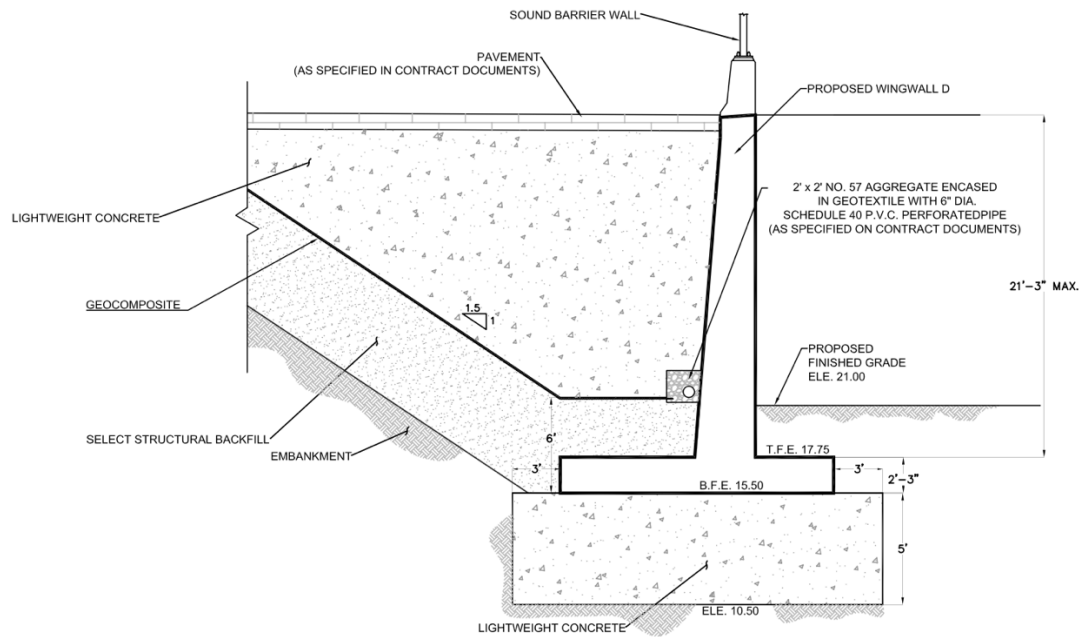 SOUND BARRIER WALL
PAVEMENT
(AS SPECIFIED IN CONTRACT DOCUMENTS)
PROPOSED WINGWALL D
2' x 2' NO. 57 AGGREGATE ENCASED
IN GEOTEXTILE WITH 6" DIA.
SCHEDULE 40 P.V.C. PERFORATEDPIPE
(AS SPECIFIED ON CONTRACT DOCUMENTS)
LIGHTWEIGHT CONCRETE
21'-3" MAX.
GEOCOMPOSITE
1.5
1
PROPOSED
FINISHED GRADE
ELE. 21.00
SELECT STRUCTURAL BACKFILL
6'
EMBANKMENT
T.F.E. 17.75
3'
3'
2'-3"
B.F.E. 15.50
5'
ELE. 10.50
LIGHTWEIGHT CONCRETE